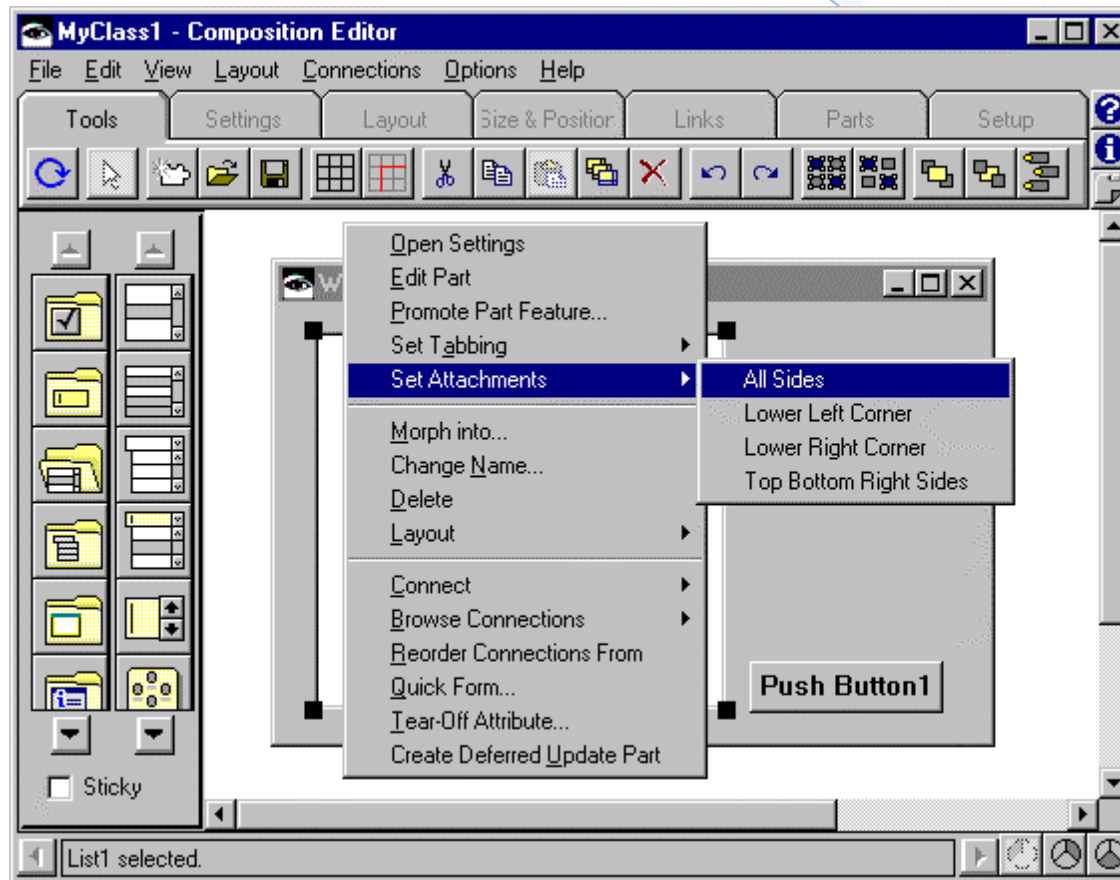 MyClass1 - Composition Editor
File Edit View Layout Connections Options Help
Tools Settings Layout Size & Position Links Parts Setup
W
Open Settings
Edit Part
Promote Part Feature...
Set Tabbing
Set Attachments
Morph into...
Change Name...
Delete
Layout
Connect
Browse Connections
Reorder Connections From
Quick Form...
Tear-Off Attribute...
Create Deferred Update Part
All Sides
Lower Left Corner
Lower Right Corner
Top Bottom Right Sides
Push Button1
Sticky
List1 selected.